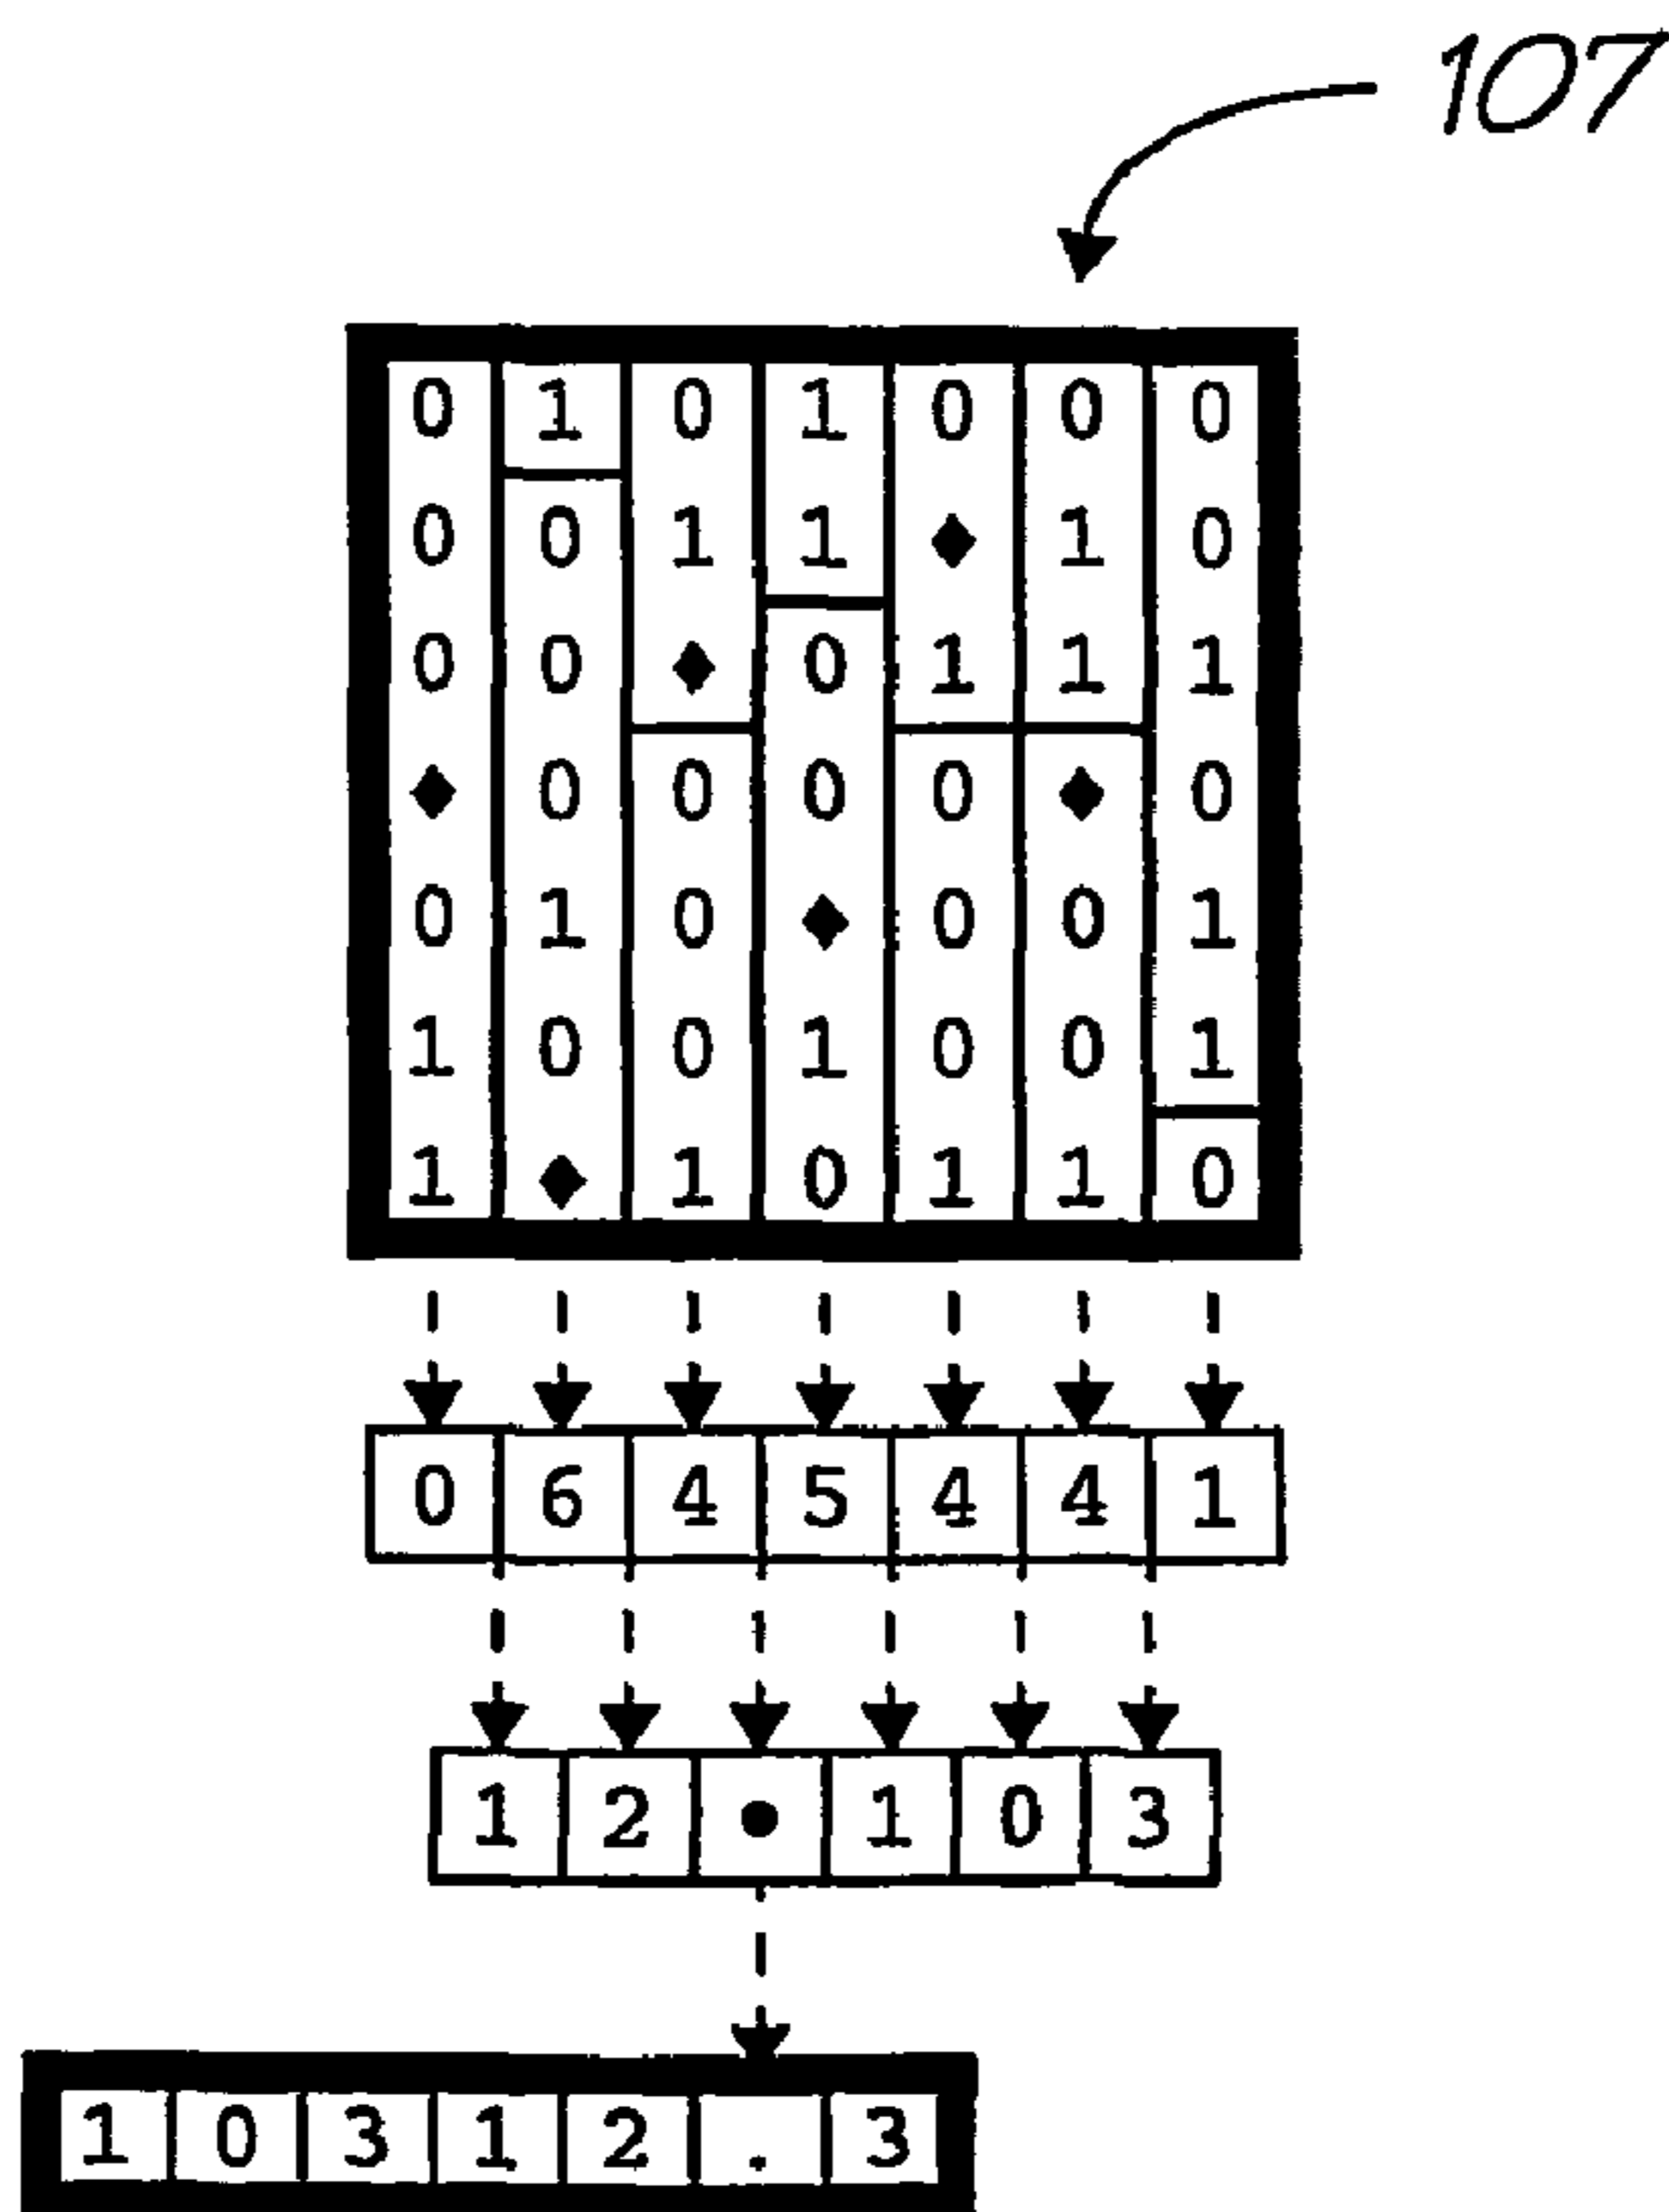 107
0 1 0 1 0 0 0
0 0 1 1 ♦ 1 0
0 0 ♦ 0 1 1 1
♦ 0 0 0 0 ♦ 0
0 1 0 ♦ 0 0 1
1 0 0 1 0 0 1
1 ♦ 1 0 1 1 0
0 6 4 5 4 4 1
1 2 ● 1 0 3
1 0 3 1 2 . 3